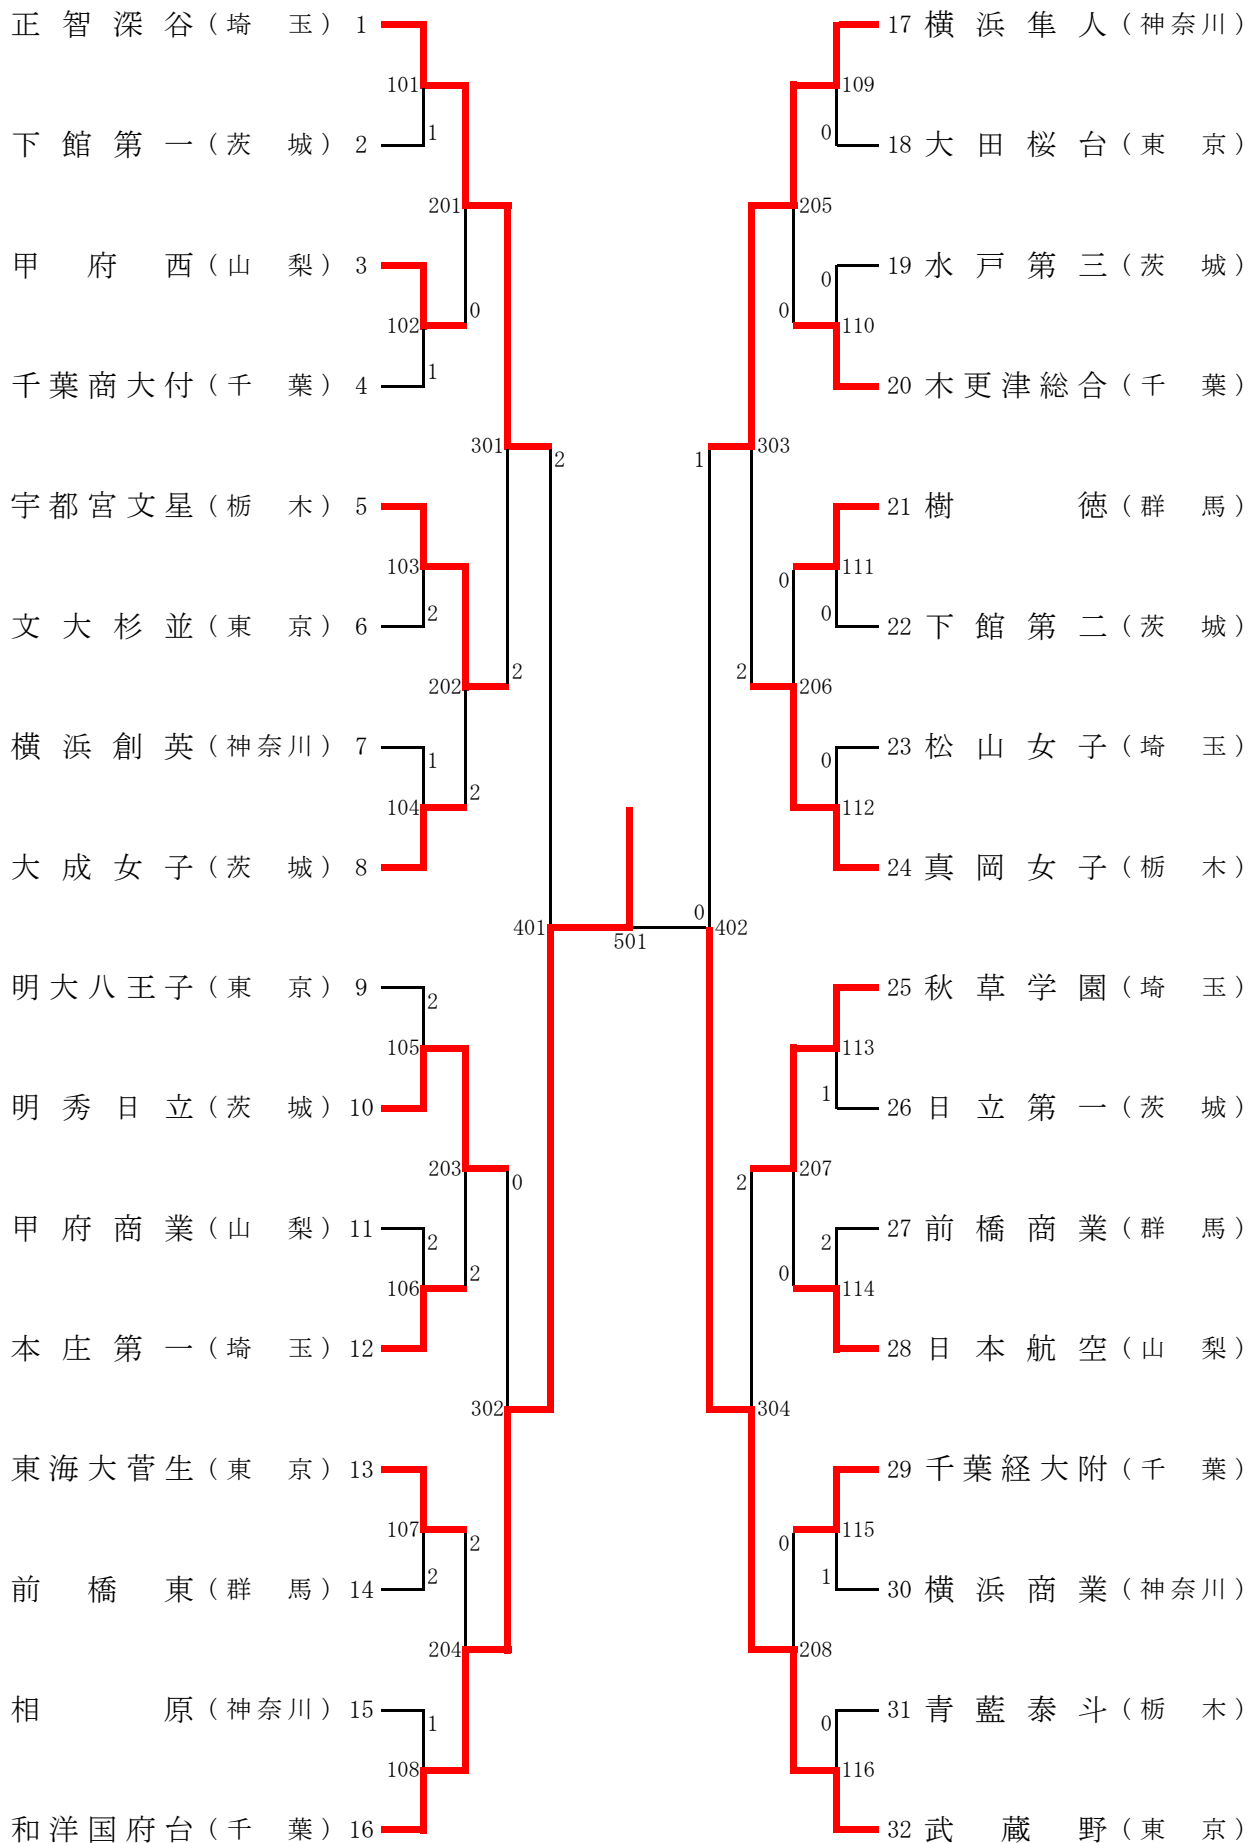 正智深谷（埼玉）1
17 横浜隼人（神奈川）
101
109
1
0
下館第一（茨城）2
18 大田桜台（東京）
201
205
甲府西（山梨）3
19 水戸第三（茨城）
0
0
0
102
110
1
千葉商大付（千葉）4
20 木更津総合（千葉）
301
303
2
1
宇都宮文星（栃木）5
21 樹徳（群馬）
103
111
0
2
0
文大杉並（東京）6
22 下館第二（茨城）
2
2
202
206
横浜創英（神奈川）7
23 松山女子（埼玉）
1
0
2
104
112
大成女子（茨城）8
24 真岡女子（栃木）
0
401
402
501
明大八王子（東京）9
25 秋草学園（埼玉）
2
105
113
1
明秀日立（茨城）10
26 日立第一（茨城）
203
207
0
2
甲府商業（山梨）11
27 前橋商業（群馬）
2
2
2
0
106
114
本庄第一（埼玉）12
28 日本航空（山梨）
302
304
東海大菅生（東京）13
29 千葉経大附（千葉）
107
115
2
0
2
1
前橋東（群馬）14
30 横浜商業（神奈川）
204
208
相原（神奈川）15
31 青藍泰斗（栃木）
1
0
108
116
和洋国府台（千葉）16
32 武蔵野（東京）